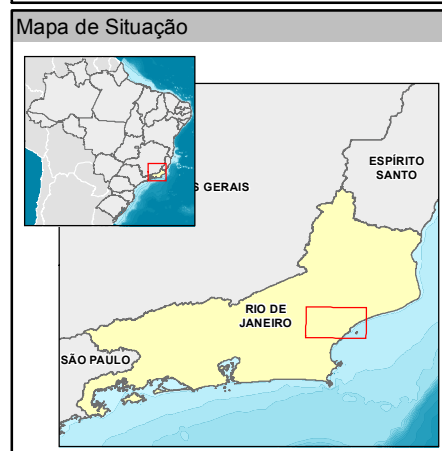 Mapa de Situação
ESPÍRITO
SANTO
S GERAIS
RIO DE
JANEIRO
SÃO PAULO